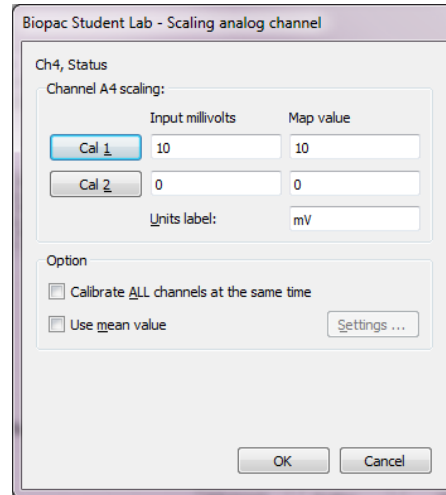 Biopac Student Lab - Scaling analog channel
Ch4, Status
Channel A4 scaling:
Input millivolts Map value
Cal 1 10 10
Cal 2 0 0
Units label: mV
Option
Calibrate ALL channels at the same time
Use mean value Settings ...
OK Cancel